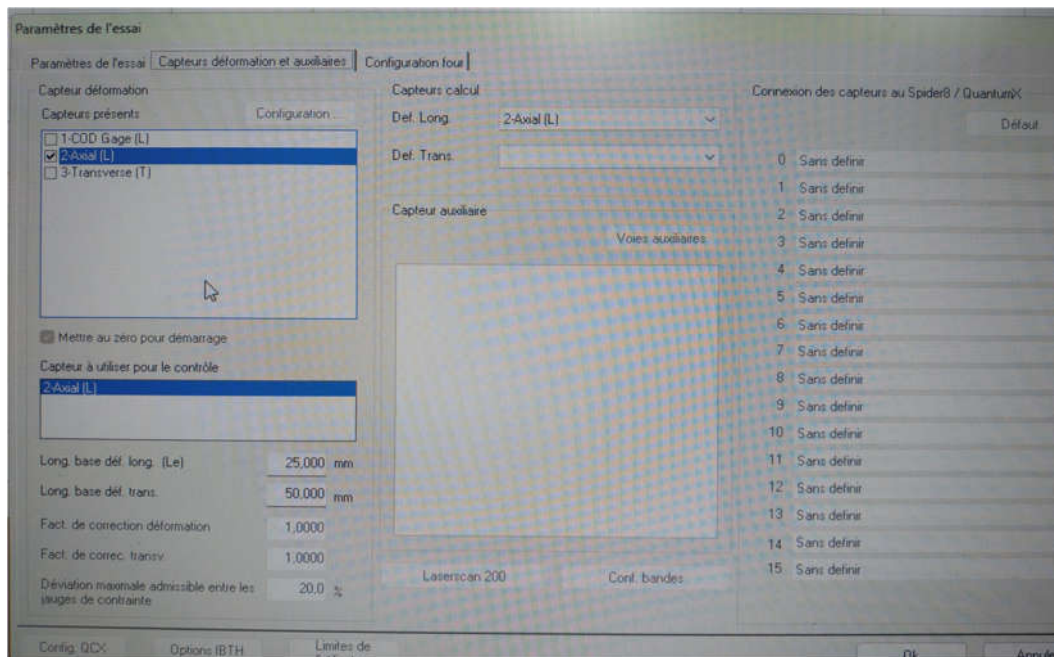 Paramètres de l'essai
Paramètres de l'essai
Capteurs déformation et auxiliaires
Configuration four
Capteur déformation
Capteurs présents
Configuration ...
1-COD Gage (L)
2-Axial (L)
3-Transverse (T)
Mettre au zéro pour démarrage
Capteur à utiliser pour le contrôle
2-Axial (L)
Long. base déf. long. (Le) 25,000 mm
Long. base déf. trans. 50,000 mm
Fact. de correction déformation 1,0000
Fact. de correc. transv. 1,0000
Déviation maximale admissible entre les
jauges de contrainte
20,0 %
Capteurs calcul
Def. Long. 2-Axial (L)
Def. Trans.
Capteur auxiliaire
Voies auxiliaires
Laserscan 200
Conf. bandes
Connexion des capteurs au Spider8 / QuantumX
Défaut
0 Sans definir
1 Sans definir
2 Sans definir
3 Sans definir
4 Sans definir
5 Sans definir
6 Sans definir
7 Sans definir
8 Sans definir
9 Sans definir
10 Sans definir
11 Sans definir
12 Sans definir
13 Sans definir
14 Sans definir
15 Sans definir
Config. QCX
Options IBTH
Limites de
Ok
Annule